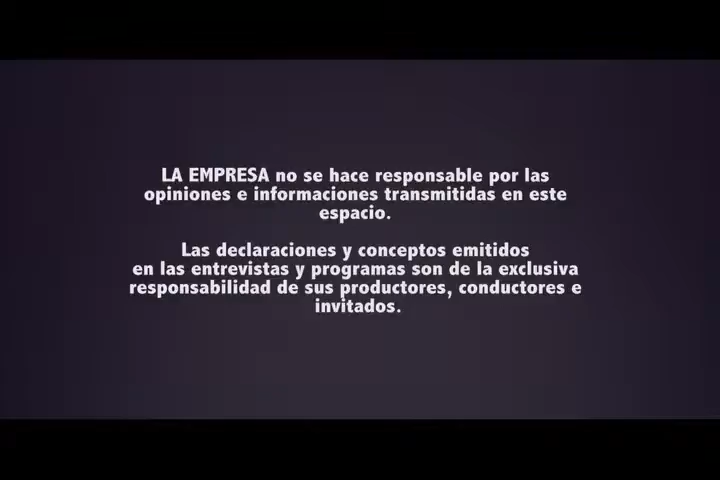 LA EMPRESA no se hace responsable por las
opiniones e informaciones transmitidas en este
espacio.
Las declaraciones y conceptos emitidos
en las entrevistas y programas son de la exclusiva
responsabilidad de sus productores, conductores e
invitados.